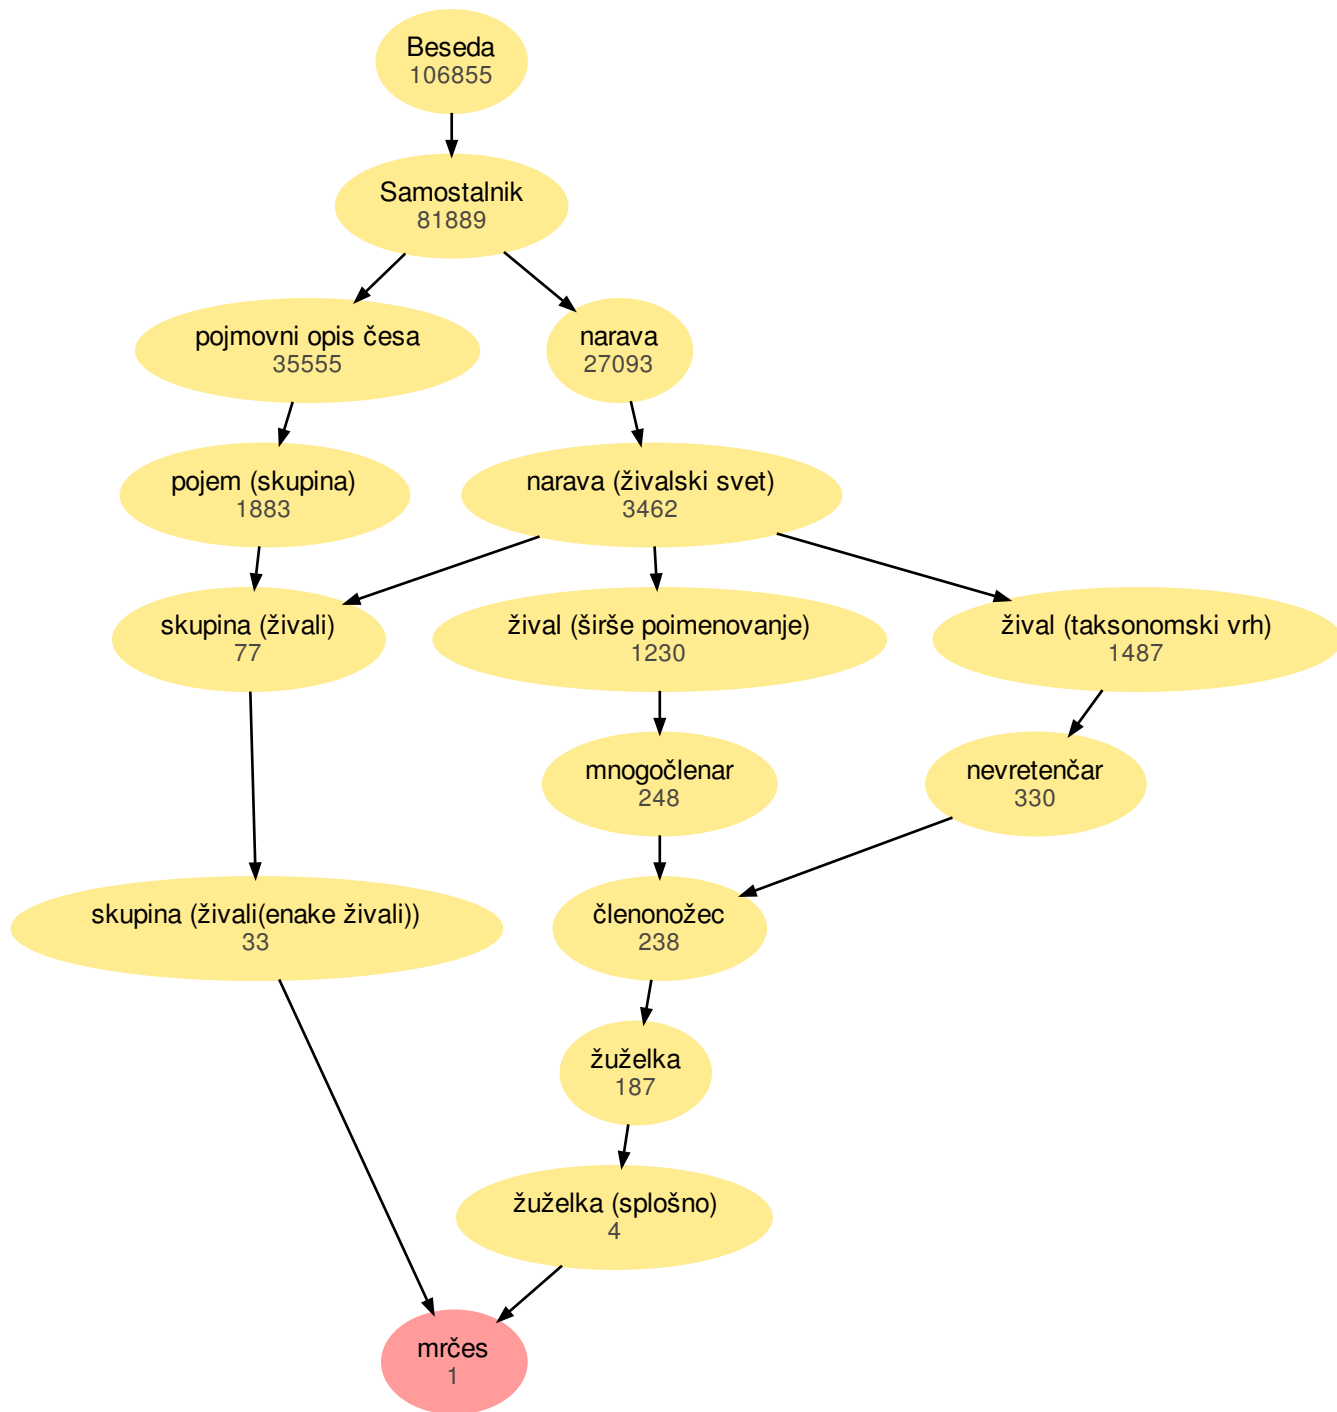 Beseda
106855
Samostalnik
81889
pojmovni opis česa
35555
narava
27093
pojem (skupina)
1883
narava (živalski svet)
3462
skupina (živali)
77
žival (širše poimenovanje)
1230
žival (taksonomski vrh)
1487
mnogočlenar
248
nevretenčar
330
skupina (živali(enake živali))
33
členonožec
238
žuželka
187
žuželka (splošno)
4
mrčes
1